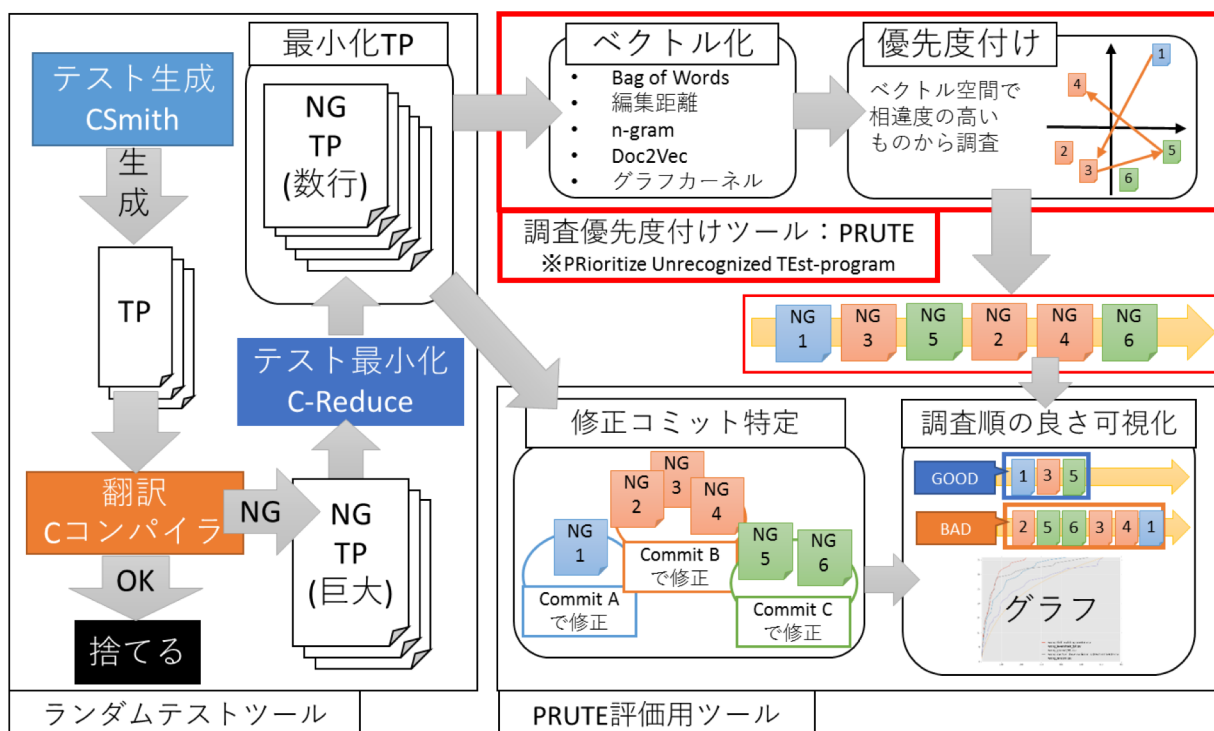 テスト生成
CSmith
生
成
TP
翻訳
Cコンパイラ
OK
捨てる
NG
NG
TP
(巨大)
テスト最小化
C-Reduce
最小化TP
NG
TP
(数行)
ランダムテストツール
ベクトル化
• Bag of Words
• 編集距離
• n-gram
• Doc2Vec
• グラフカーネル
優先度付け
ベクトル空間で
相違度の高い
ものから調査
1
4
2
3
5
6
調査優先度付けツール：PRUTE
※PRioritize Unrecognized TEst-program
NG
1
NG
3
NG
5
NG
2
NG
4
NG
6
修正コミット特定
NG
1
NG
2
NG
3
NG
4
NG
5
NG
6
Commit A
で修正
Commit B
で修正
Commit C
で修正
調査順の良さ可視化
GOOD
1 3 5
BAD
2 5 6 3 4 1
グラフ
PRUTE評価用ツール